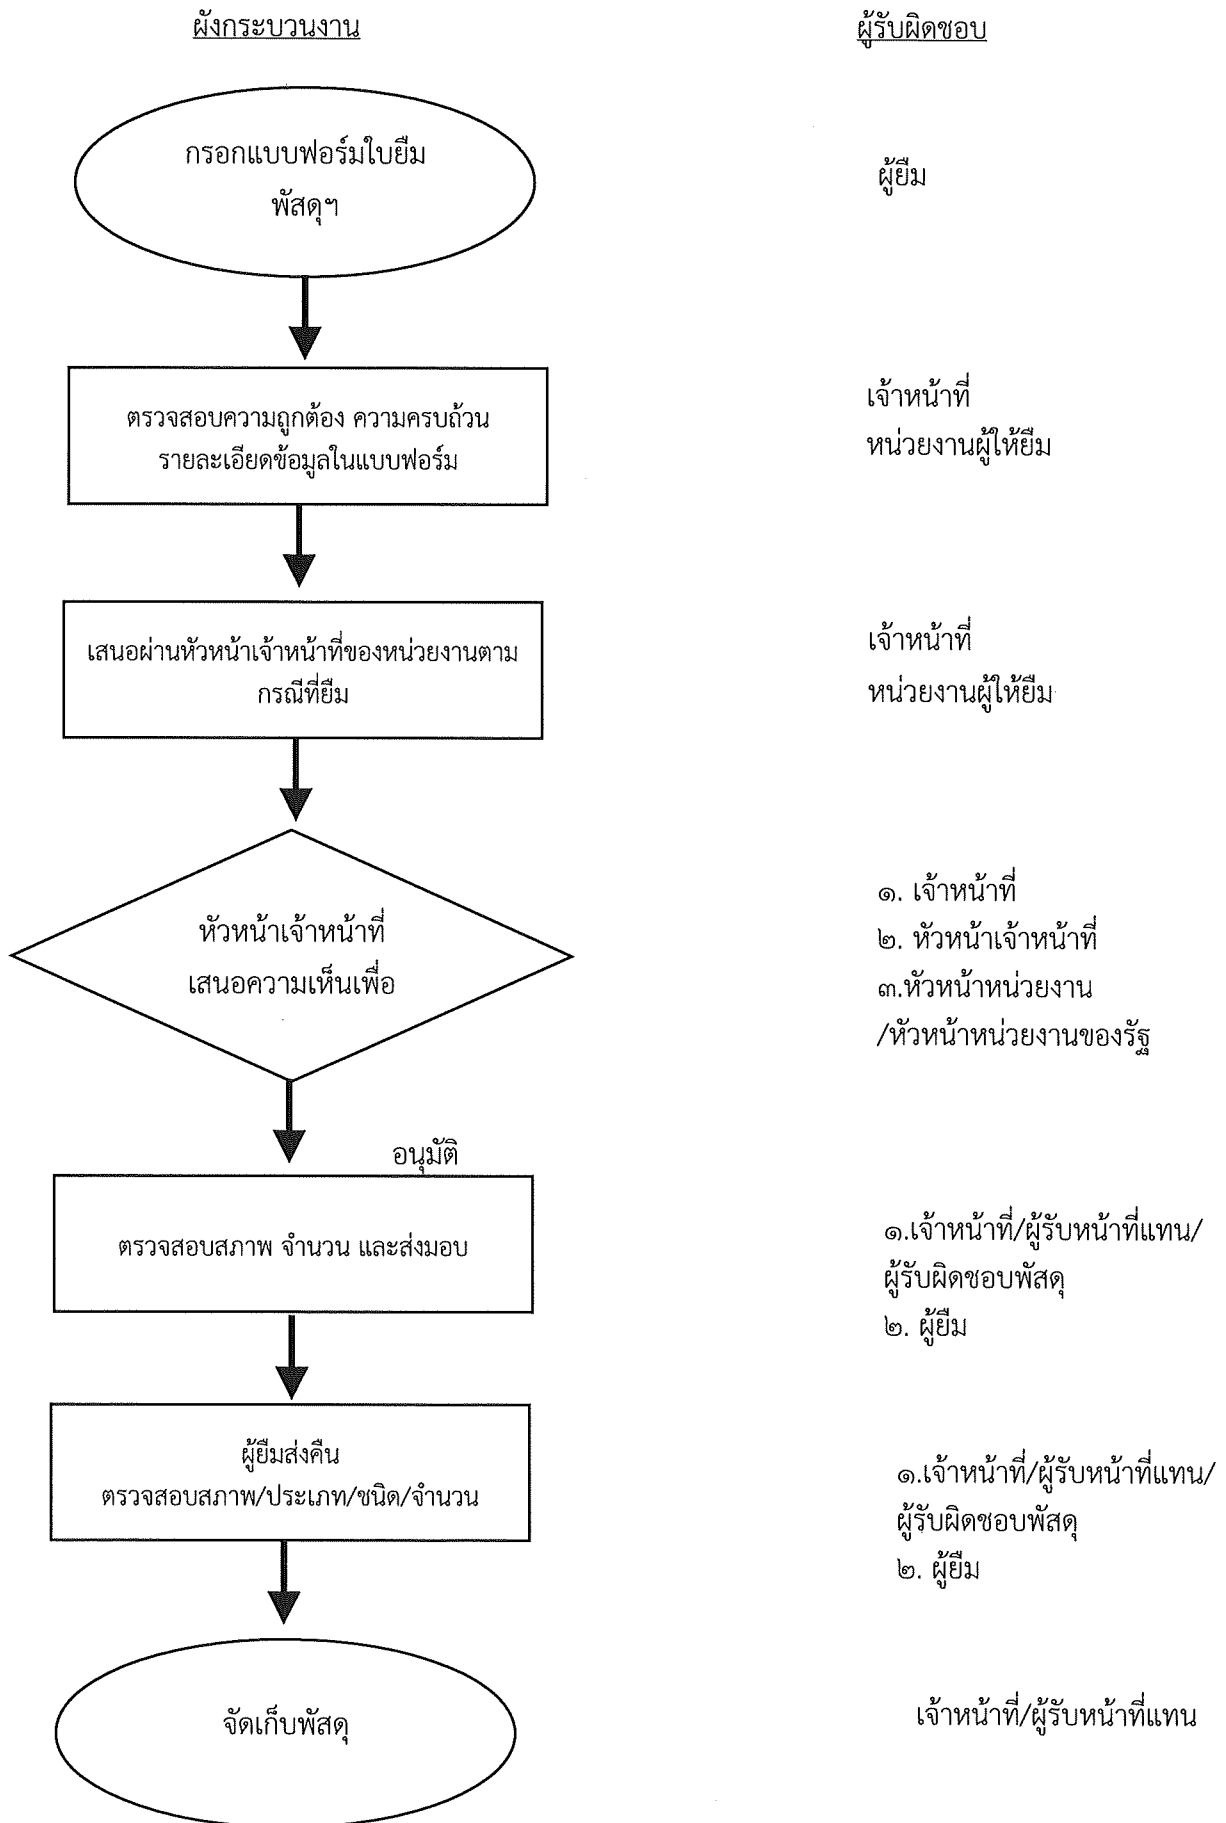 ผังกระบวนงาน
ผู้รับผิดชอบ
กรอกแบบฟอร์มใบยืม
พัสดุฯ
ผู้ยืม
ตรวจสอบความถูกต้อง ความครบถ้วน
รายละเอียดข้อมูลในแบบฟอร์ม
เจ้าหน้าที่
หน่วยงานผู้ให้ยืม
เสนอผ่านหัวหน้าเจ้าหน้าที่ของหน่วยงานตาม
กรณีที่ยืม
เจ้าหน้าที่
หน่วยงานผู้ให้ยืม
หัวหน้าเจ้าหน้าที่
เสนอความเห็นเพื่อ
๑. เจ้าหน้าที่
๒. หัวหน้าเจ้าหน้าที่
๓.หัวหน้าหน่วยงาน
/หัวหน้าหน่วยงานของรัฐ
อนุมัติ
ตรวจสอบสภาพ จำนวน และส่งมอบ
๑.เจ้าหน้าที่/ผู้รับหน้าที่แทน/
ผู้รับผิดชอบพัสดุ
๒. ผู้ยืม
ผู้ยืมส่งคืน
ตรวจสอบสภาพ/ประเภท/ชนิด/จำนวน
๑.เจ้าหน้าที่/ผู้รับหน้าที่แทน/
ผู้รับผิดชอบพัสดุ
๒. ผู้ยืม
จัดเก็บพัสดุ
เจ้าหน้าที่/ผู้รับหน้าที่แทน